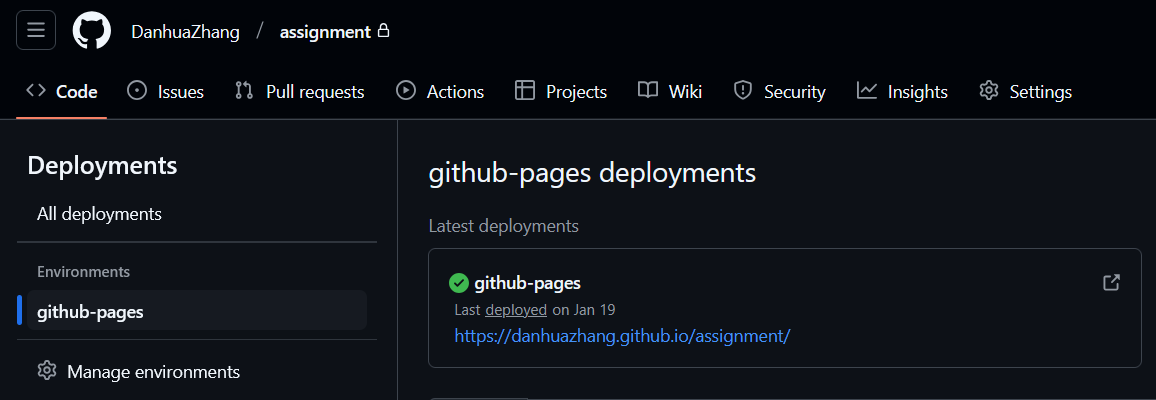 DanhuaZhang / assignment
Code Issues Pull requests Actions Projects Wiki Security Insights Settings
Deployments
All deployments
Environments
github-pages
Manage environments
github-pages deployments
Latest deployments
github-pages
Last deployed on Jan 19
https://danhuazhang.github.io/assignment/